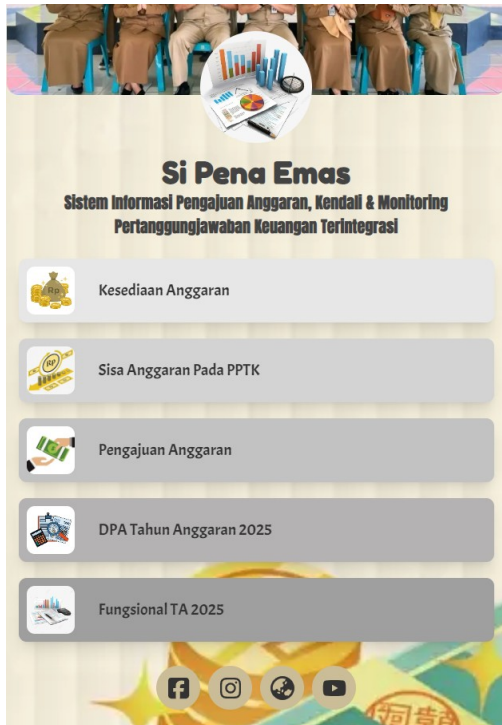 Si Pena Emas
Sistem Informasi Pengajuan Anggaran, Kendali & Monitoring
Pertanggungjawaban Keuangan Terintegrasi
Kesediaan Anggaran
Sisa Anggaran Pada PPTK
Pengajuan Anggaran
DPA Tahun Anggaran 2025
Fungsional TA 2025